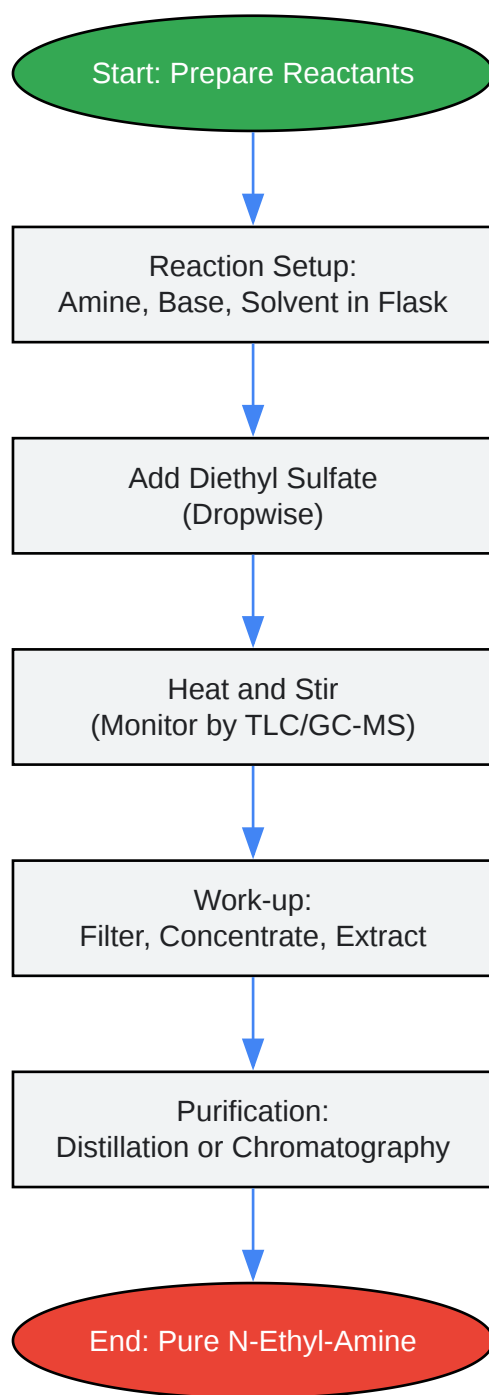 Start: Prepare Reactants
Reaction Setup:
Amine, Base, Solvent in Flask
Add Diethyl Sulfate
(Dropwise)
Heat and Stir
(Monitor by TLC/GC-MS)
Work-up:
Filter, Concentrate, Extract
Purification:
Distillation or Chromatography
End: Pure N-Ethyl-Amine